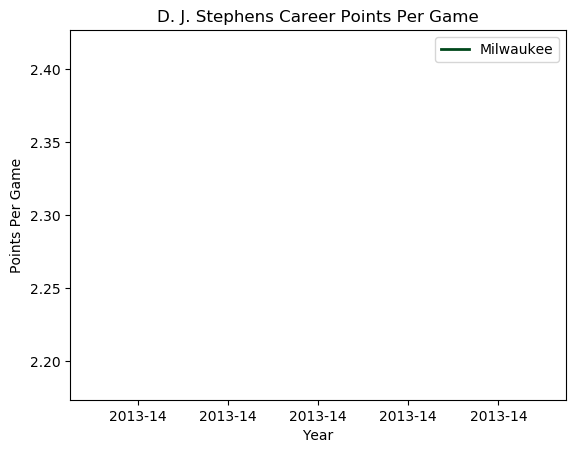 D. J. Stephens Career Points Per Game
Milwaukee
2.40
2.35
2.30
2.25
2.20
Points Per Game
2013-14 2013-14 2013-14 2013-14 2013-14
Year